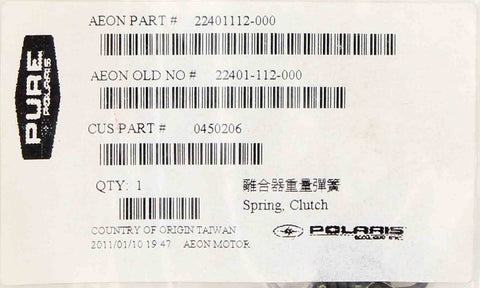 PURE
POLARIS
AEON PART # 22401112-000
AEON OLD NO # 22401-112-000
CUS PART # 0450206
QTY: 1
離合器重量彈簧
Spring, Clutch
COUNTRY OF ORIGIN TAIWAN
2011/01/10 19:47 AEON MOTOR
POLARIS